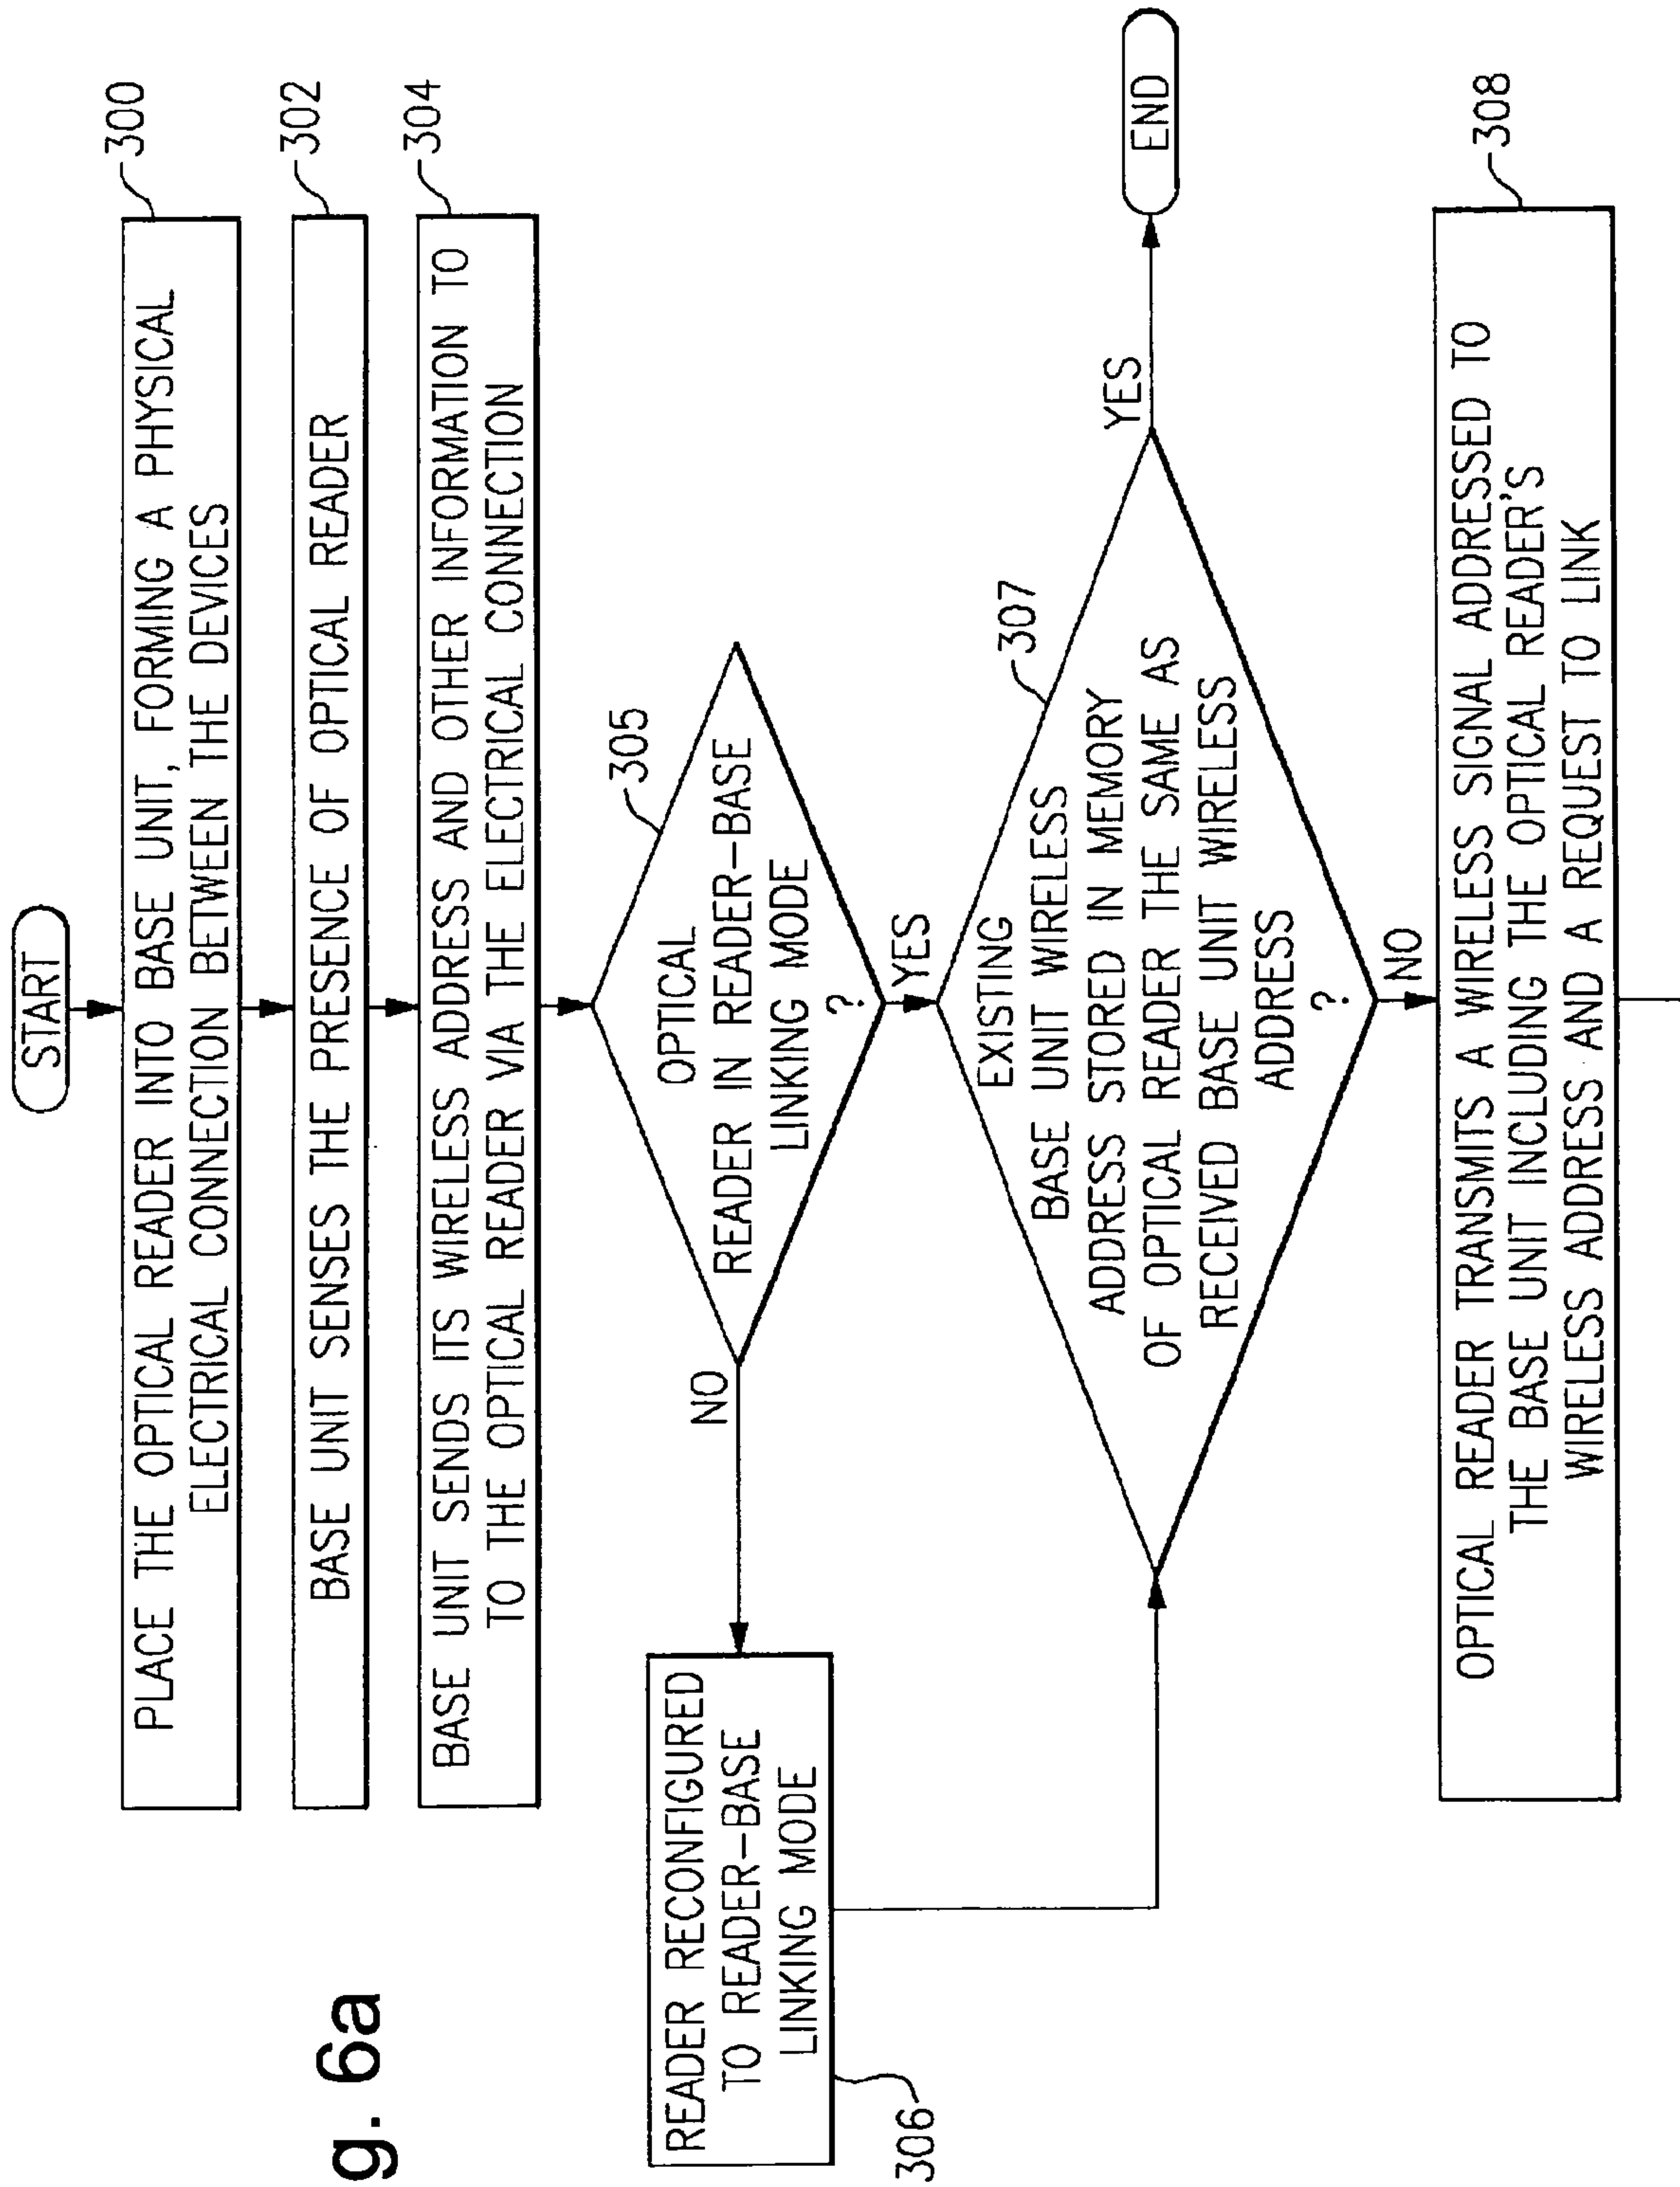 g. 6a
START
PLACE THE OPTICAL READER INTO BASE UNIT, FORMING A PHYSICAL
ELECTRICAL CONNECTION BETWEEN THE DEVICES
300
BASE UNIT SENSES THE PRESENCE OF OPTICAL READER
302
BASE UNIT SENDS ITS WIRELESS ADDRESS AND OTHER INFORMATION TO
TO THE OPTICAL READER VIA THE ELECTRICAL CONNECTION
304
OPTICAL
READER IN READER-BASE
LINKING MODE
?
305
NO
YES
READER RECONFIGURED
TO READER-BASE
LINKING MODE
306
EXISTING
BASE UNIT WIRELESS
ADDRESS STORED IN MEMORY
OF OPTICAL READER THE SAME AS
RECEIVED BASE UNIT WIRELESS
ADDRESS
?
307
YES
END
NO
OPTICAL READER TRANSMITS A WIRELESS SIGNAL ADDRESSED TO
THE BASE UNIT INCLUDING THE OPTICAL READER'S
WIRELESS ADDRESS AND A REQUEST TO LINK
308